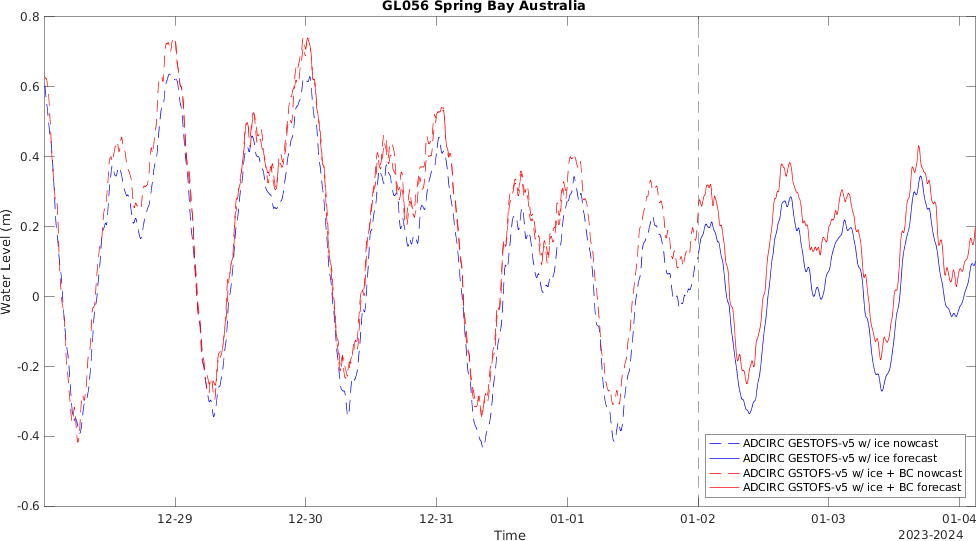 GL056 Spring Bay Australia
Water Level (m)
0.8
0.6
0.4
0.2
0
-0.2
-0.4
-0.6
ADCIRC GESTOFS-v5 w/ ice nowcast
ADCIRC GESTOFS-v5 w/ ice forecast
ADCIRC GSTOFS-v5 w/ ice + BC nowcast
ADCIRC GSTOFS-v5 w/ ice + BC forecast
12-29 12-30 12-31 01-01 01-02 01-03 01-04
Time
2023-2024